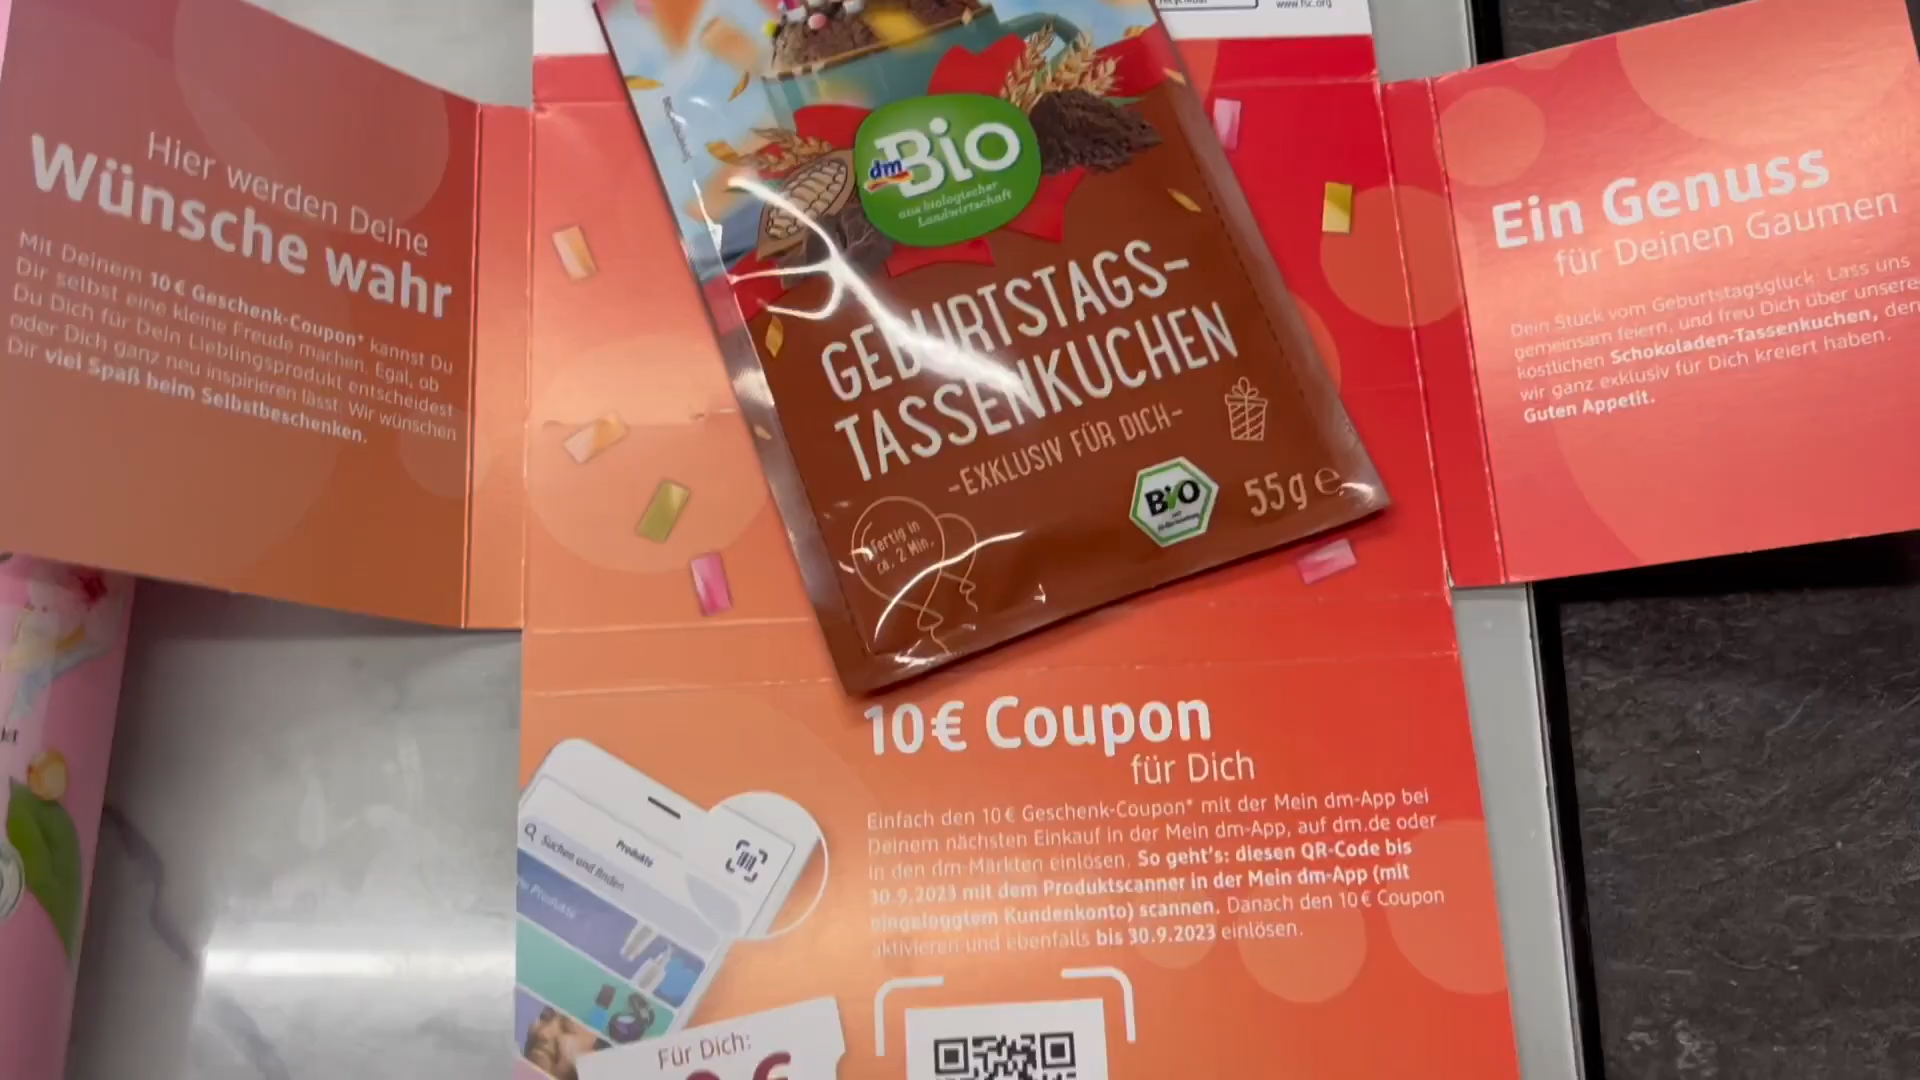 www.fsc.org
Hier werden Deine
Wünsche wahr
Mit Deinem 10 € Geschenk-Coupon* kannst Du
Dir selbst eine kleine Freude machen. Egal, ob
Du Dich für Dein Lieblingsprodukt entscheidest
oder Dich ganz neu inspirieren lässt: Wir wünschen
Dir viel Spaß beim Selbstbeschenken.
dm
Bio
aus biologischer
Landwirtschaft
GEBURTSTAGS-
TASSENKUCHEN
-EXKLUSIV FÜR DICH-
Fertig in
ca. 2 Min.
BIO
55g e
Ein Genuss
für Deinen Gaumen
Dein Stück vom Geburtstagsglück: Lass uns
gemeinsam feiern, und freu Dich über unsere
köstlichen Schokoladen-Tassenkuchen, den
wir ganz exklusiv für Dich kreiert haben.
Guten Appetit.
10 € Coupon
für Dich
Einfach den 10 € Geschenk-Coupon* mit der Mein dm-App bei
Deinem nächsten Einkauf in der Mein dm-App, auf dm.de oder
in den dm-Märkten einlösen. So geht's: diesen QR-Code bis
30.9.2023 mit dem Produktscanner in der Mein dm-App (mit
eingeloggtem Kundenkonto) scannen. Danach den 10 € Coupon
aktivieren und ebenfalls bis 30.9.2023 einlösen.
Produkte
Suchen und finden
Produkte
Für Dich: